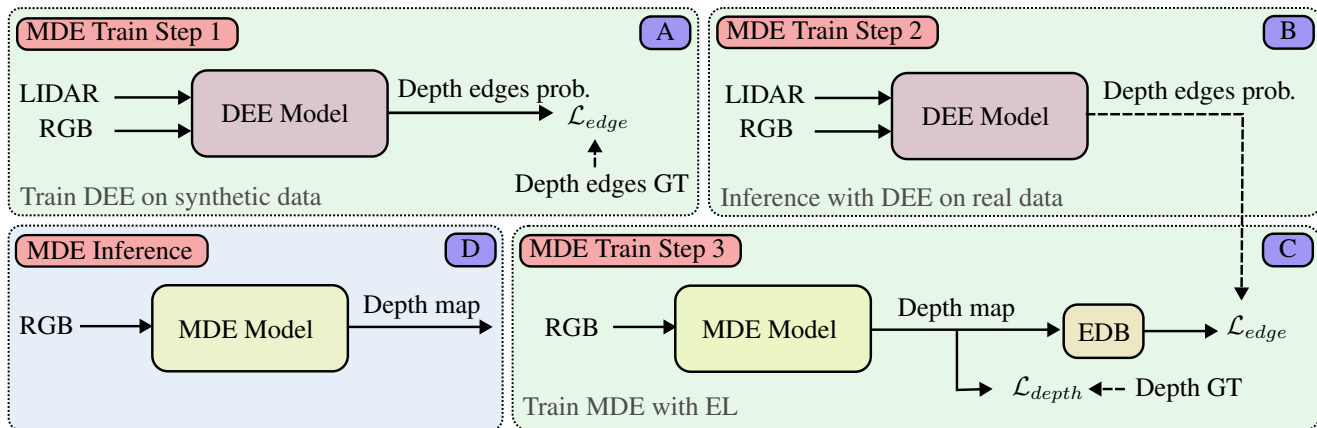 MDE Train Step 1
A
LIDAR
RGB
DEE Model
Depth edges prob.
ℒ_edge
Depth edges GT
Train DEE on synthetic data
MDE Train Step 2
B
LIDAR
RGB
DEE Model
Depth edges prob.
Inference with DEE on real data
MDE Inference
D
RGB
MDE Model
Depth map
MDE Train Step 3
C
RGB
MDE Model
Depth map
EDB
ℒ_edge
ℒ_depth
Depth GT
Train MDE with EL